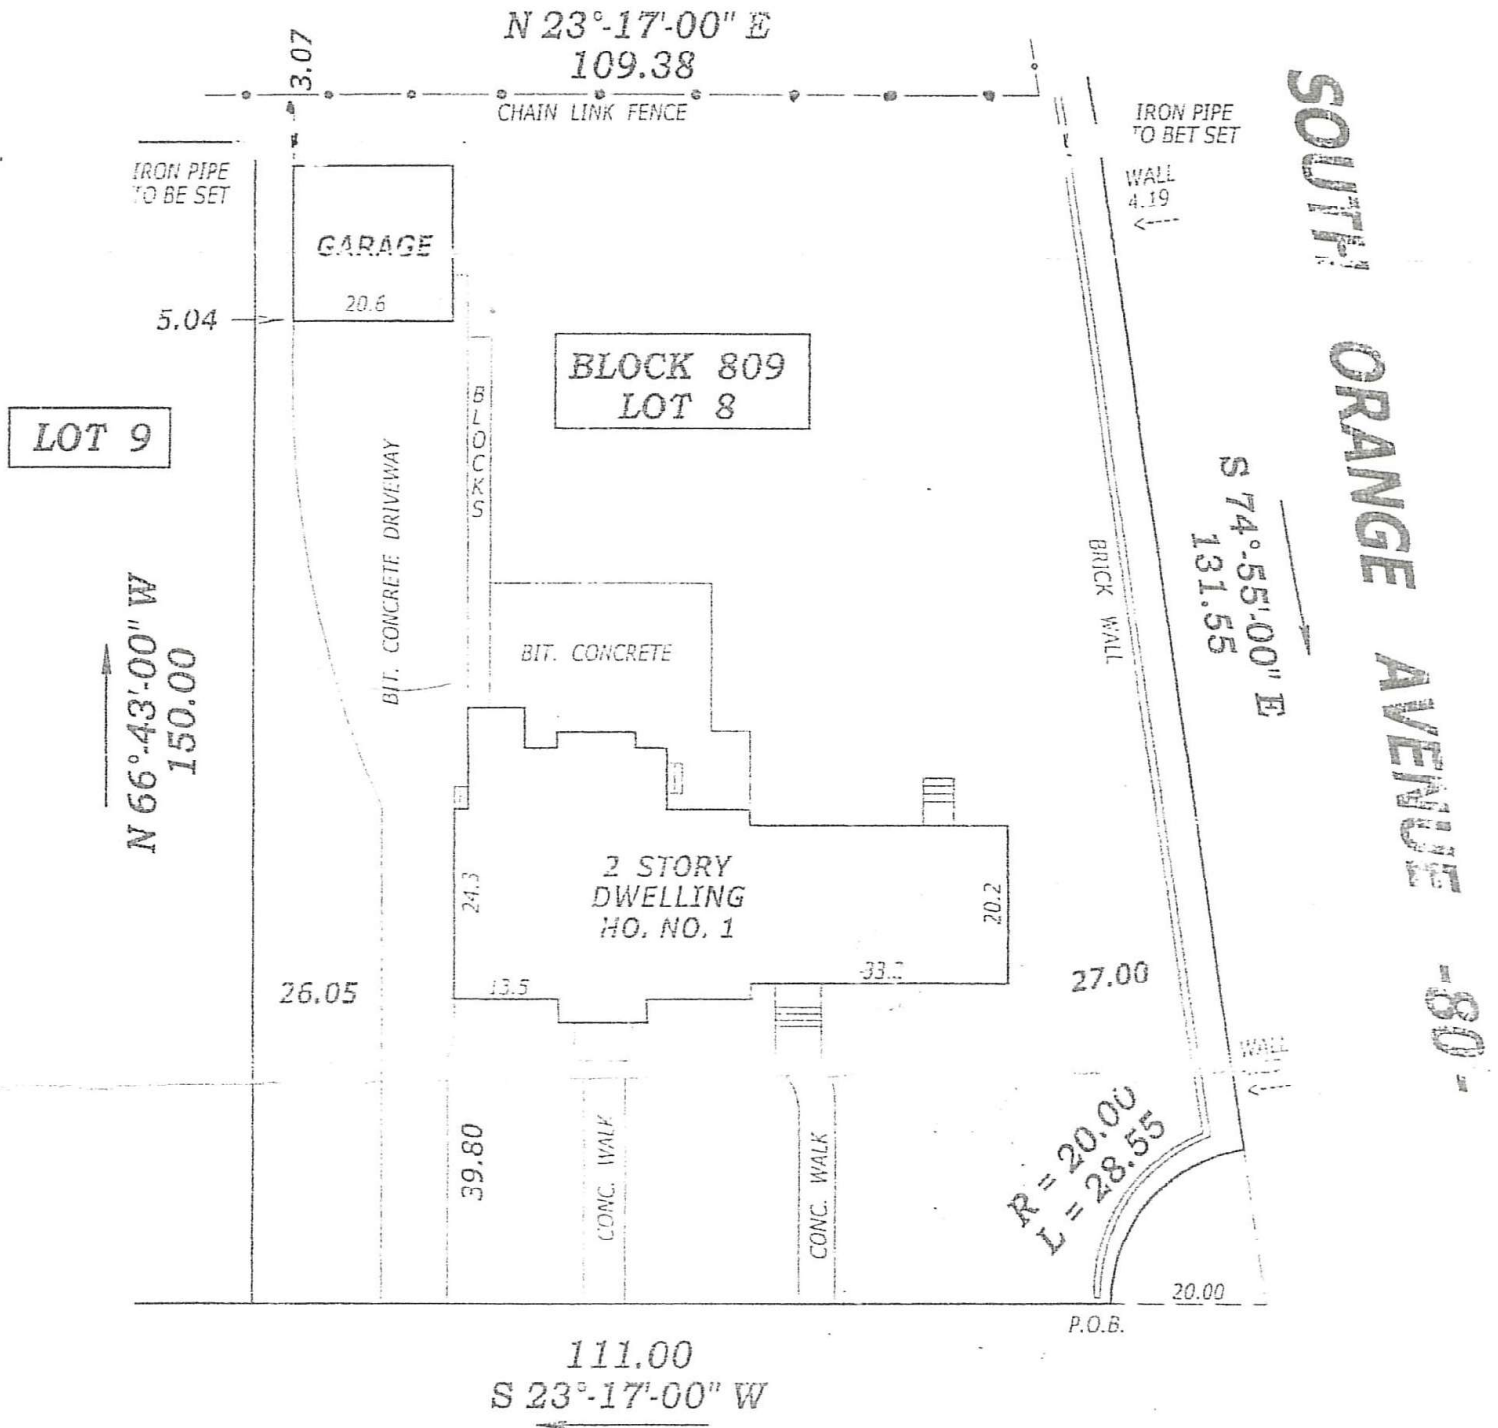 N 23°-17'-00" E
109.38
3.07
CHAIN LINK FENCE
IRON PIPE
TO BET SET
IRON PIPE
TO BE SET
WALL
4.19
SOUTH ORANGE AVENUE -80-
GARAGE
20.6
5.04
BLOCK 809
LOT 8
LOT 9
BLOCKS
BIT. CONCRETE DRIVEWAY
S 74°-55'-00" E
131.55
BRICK WALL
N 66°-43'-00" W
150.00
BIT. CONCRETE
2 STORY
DWELLING
HO. NO. 1
24.3
20.2
13.5
26.05
27.00
WALL
39.80
CONC. WALK
CONC. WALK
R = 20.00
L = 28.55
20.00
P.O.B.
111.00
S 23°-17'-00" W